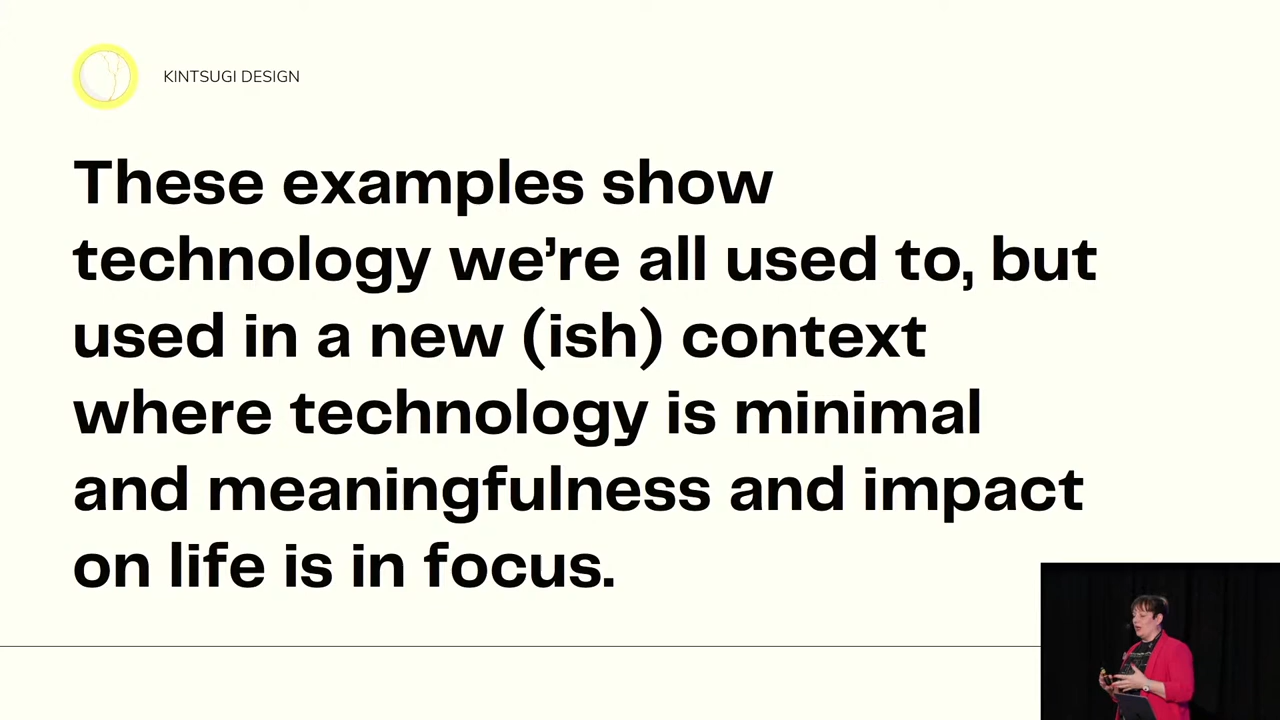 KINTSUGI DESIGN
These examples show
technology we’re all used to, but
used in a new (ish) context
where technology is minimal
and meaningfulness and impact
on life is in focus.